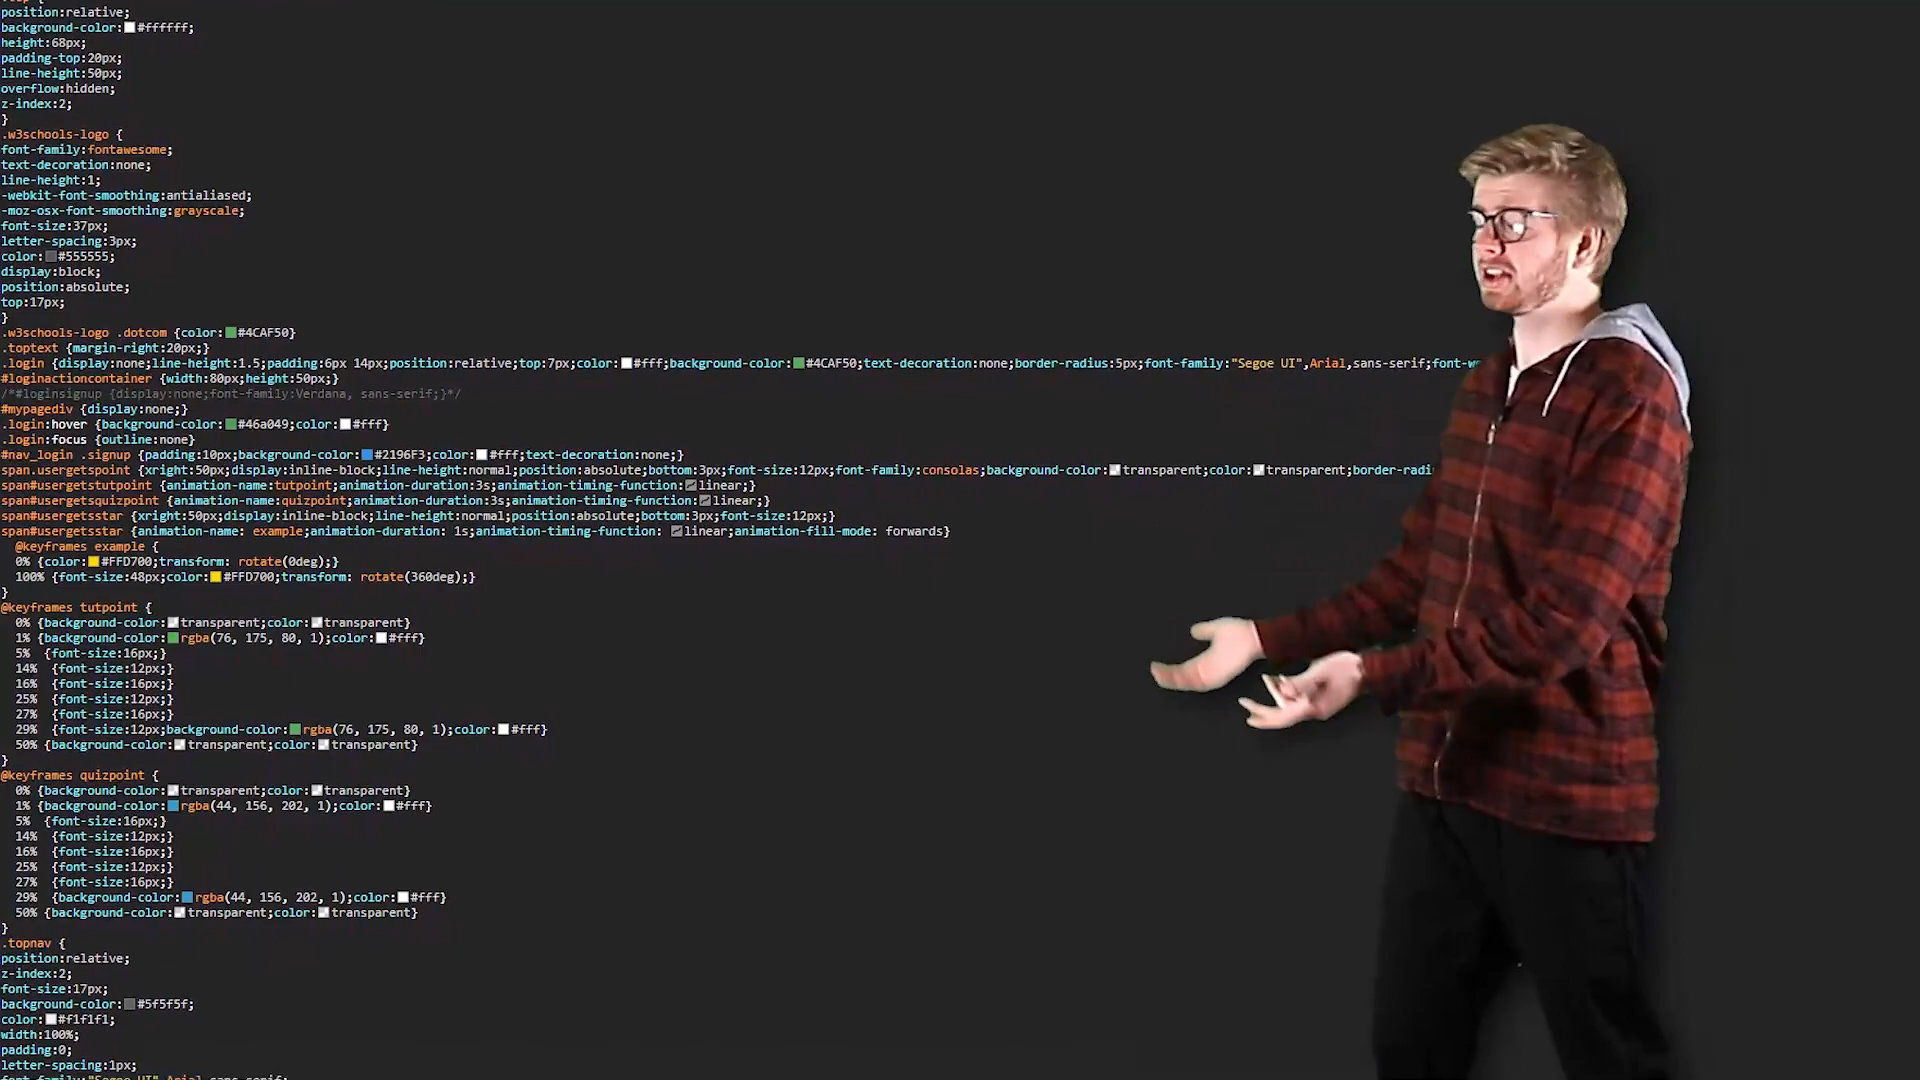 position:relative;
background-color:#ffffff;
height:68px;
padding-top:20px;
line-height:50px;
overflow:hidden;
z-index:2;
}
.w3schools-logo {
font-family:fontawesome;
text-decoration:none;
line-height:1;
-webkit-font-smoothing:antialiased;
-moz-osx-font-smoothing:grayscale;
font-size:37px;
letter-spacing:3px;
color:#555555;
display:block;
position:absolute;
top:17px;
}
.w3schools-logo .dotcom {color:#4CAF50}
.toptext {margin-right:20px;}
.login {display:none;line-height:1.5;padding:6px 14px;position:relative;top:7px;color:#fff;background-color:#4CAF50;text-decoration:none;border-radius:5px;font-family:"Segoe UI",Arial,sans-serif;font-w
#loginactioncontainer {width:80px;height:50px;}
/*#loginsignup {display:none;font-family:Verdana, sans-serif;}*/
#mypagediv {display:none;}
.login:hover {background-color:#46a049;color:#fff}
.login:focus {outline:none}
#nav_login .signup {padding:10px;background-color:#2196F3;color:#fff;text-decoration:none;}
span.usergetspoint {xright:50px;display:inline-block;line-height:normal;position:absolute;bottom:3px;font-size:12px;font-family:consolas;background-color:transparent;color:transparent;border-radi
span#usergetstutpoint {animation-name:tutpoint;animation-duration:3s;animation-timing-function:linear;}
span#usergetsquizpoint {animation-name:quizpoint;animation-duration:3s;animation-timing-function:linear;}
span#usergetsstar {xright:50px;display:inline-block;line-height:normal;position:absolute;bottom:3px;font-size:12px;}
span#usergetsstar {animation-name: example;animation-duration: 1s;animation-timing-function: linear;animation-fill-mode: forwards}
@keyframes example {
0% {color:#FFD700;transform: rotate(0deg);}
100% {font-size:48px;color:#FFD700;transform: rotate(360deg);}
}
@keyframes tutpoint {
0% {background-color:transparent;color:transparent}
1% {background-color:rgba(76, 175, 80, 1);color:#fff}
5% {font-size:16px;}
14% {font-size:12px;}
16% {font-size:16px;}
25% {font-size:12px;}
27% {font-size:16px;}
29% {font-size:12px;background-color:rgba(76, 175, 80, 1);color:#fff}
50% {background-color:transparent;color:transparent}
}
@keyframes quizpoint {
0% {background-color:transparent;color:transparent}
1% {background-color:rgba(44, 156, 202, 1);color:#fff}
5% {font-size:16px;}
14% {font-size:12px;}
16% {font-size:16px;}
25% {font-size:12px;}
27% {font-size:16px;}
29% {background-color:rgba(44, 156, 202, 1);color:#fff}
50% {background-color:transparent;color:transparent}
}
.topnav {
position:relative;
z-index:2;
font-size:17px;
background-color:#5f5f5f;
color:#f1f1f1;
width:100%;
padding:0;
letter-spacing:1px;
font-family:"Segoe UI",Arial,sans-serif;